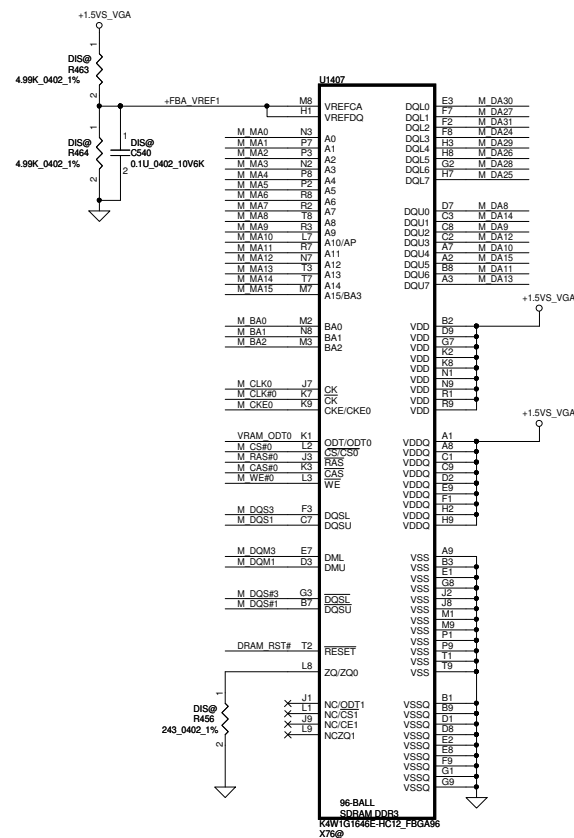 +1.5VS_VGA
1
DIS@
R463
4.99K_0402_1%
2
+FBA_VREF1
1
DIS@
R464
4.99K_0402_1%
2
1
DIS@
C540
0.1U_0402_10V6K
2
U1407
M8 VREFCA
H1 VREFDQ
M_MA0 N3 A0
M_MA1 P7 A1
M_MA2 P3 A2
M_MA3 N2 A3
M_MA4 P8 A4
M_MA5 P2 A5
M_MA6 R8 A6
M_MA7 R2 A7
M_MA8 T8 A8
M_MA9 R3 A9
M_MA10 L7 A10/AP
M_MA11 R7 A11
M_MA12 N7 A12
M_MA13 T3 A13
M_MA14 T7 A14
M_MA15 M7 A15/BA3
M_BA0 M2 BA0
M_BA1 N8 BA1
M_BA2 M3 BA2
M_CLK0 J7 CK
M_CLK#0 K7 CK
M_CKE0 K9 CKE/CKE0
VRAM_ODT0 K1 ODT/ODT0
M_CS#0 L2 CS/CS0
M_RAS#0 J3 RAS
M_CAS#0 K3 CAS
M_WE#0 L3 WE
M_DQS3 F3 DQSL
M_DQS1 C7 DQSU
M_DQM3 E7 DML
M_DQM1 D3 DMU
M_DQS#3 G3 DQSL
M_DQS#1 B7 DQSU
DRAM_RST# T2 RESET
L8 ZQ/ZQ0
1
DIS@
R456
243_0402_1%
2
J1 NC/ODT1
L1 NC/CS1
J9 NC/CE1
L9 NCZQ1
DQL0 E3 M_DA30
DQL1 F7 M_DA27
DQL2 F2 M_DA31
DQL3 F8 M_DA24
DQL4 H3 M_DA29
DQL5 H8 M_DA26
DQL6 G2 M_DA28
DQL7 H7 M_DA25
DQU0 D7 M_DA8
DQU1 C3 M_DA14
DQU2 C8 M_DA9
DQU3 C2 M_DA12
DQU4 A7 M_DA10
DQU5 A2 M_DA15
DQU6 B8 M_DA11
DQU7 A3 M_DA13
+1.5VS_VGA
VDD B2
VDD D9
VDD G7
VDD K2
VDD K8
VDD N1
VDD N9
VDD R1
VDD R9
+1.5VS_VGA
VDDQ A1
VDDQ A8
VDDQ C1
VDDQ C9
VDDQ D2
VDDQ E9
VDDQ F1
VDDQ H2
VDDQ H9
VSS A9
VSS B3
VSS E1
VSS G8
VSS J2
VSS J8
VSS M1
VSS M9
VSS P1
VSS P9
VSS T1
VSS T9
VSSQ B1
VSSQ B9
VSSQ D1
VSSQ D8
VSSQ E2
VSSQ E8
VSSQ F9
VSSQ G1
VSSQ G9
96-BALL
SDRAM DDR3
K4W1G1646E-HC12_FBGA96
X76@